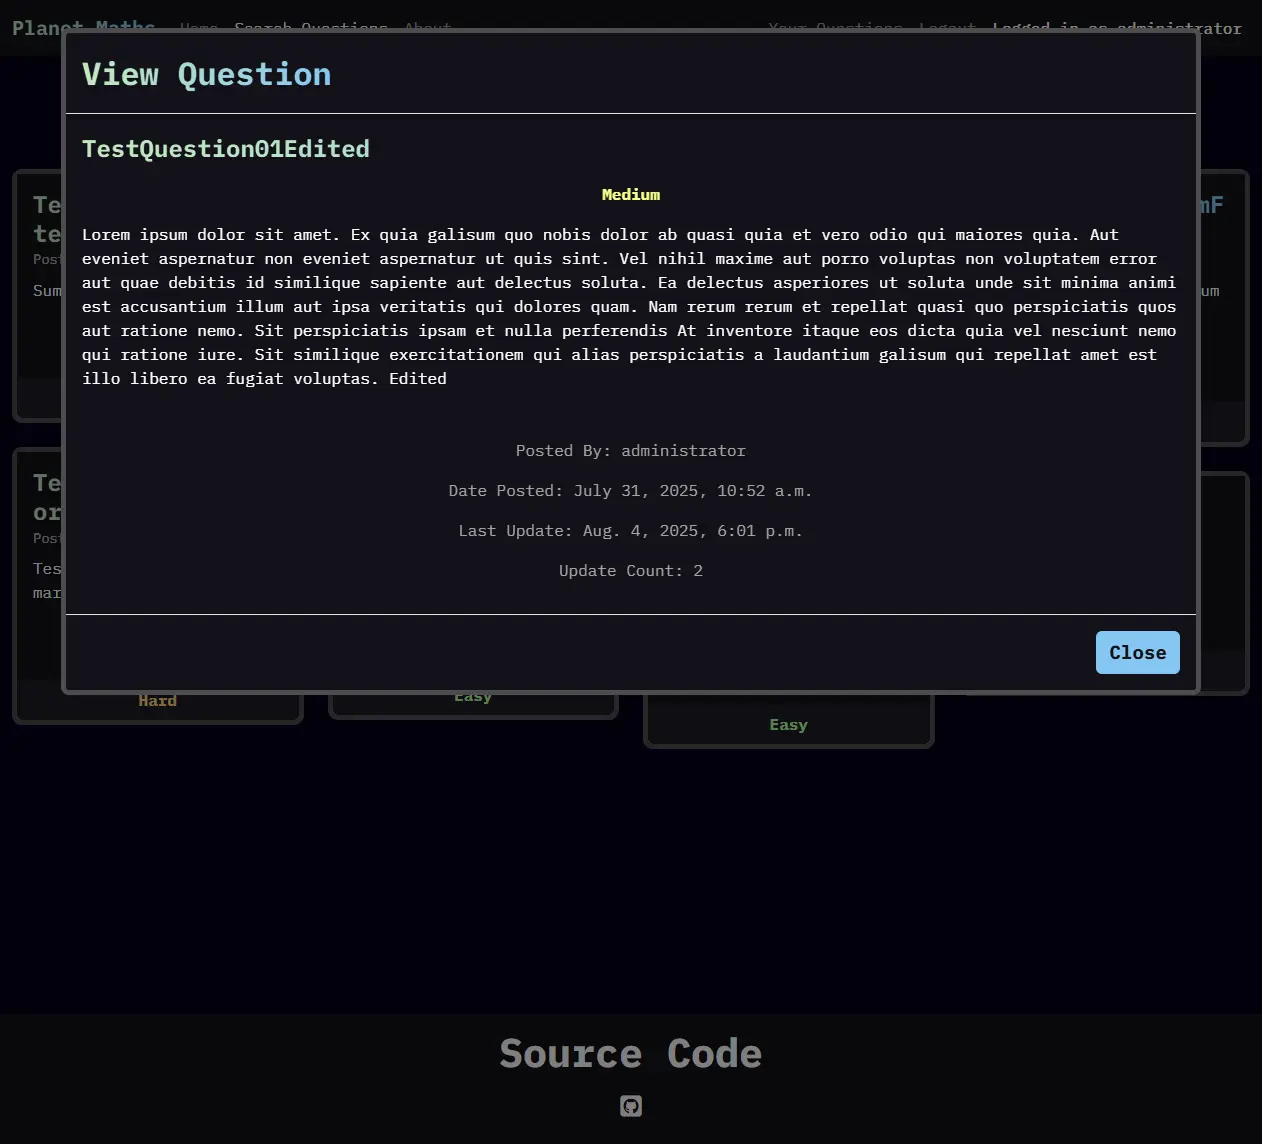 Planet Maths Home Search Questions About Your Questions Logout Logged in as administrator
View Question
TestQuestion01Edited
Medium
Lorem ipsum dolor sit amet. Ex quia galisum quo nobis dolor ab quasi quia et vero odio qui maiores quia. Aut
eveniet aspernatur non eveniet aspernatur ut quis sint. Vel nihil maxime aut porro voluptas non voluptatem error
aut quae debitis id similique sapiente aut delectus soluta. Ea delectus asperiores ut soluta unde sit minima animi
est accusantium illum aut ipsa veritatis qui dolores quam. Nam rerum rerum et repellat quasi quo perspiciatis quos
aut ratione nemo. Sit perspiciatis ipsam et nulla perferendis At inventore itaque eos dicta quia vel nesciunt nemo
qui ratione iure. Sit similique exercitationem qui alias perspiciatis a laudantium galisum qui repellat amet est
illo libero ea fugiat voluptas. Edited
Posted By: administrator
Date Posted: July 31, 2025, 10:52 a.m.
Last Update: Aug. 4, 2025, 6:01 p.m.
Update Count: 2
Close
Te
te
Post
Sum
mF
um
Te
or
Post
Tes
mar
Hard
Easy
Easy
Source Code